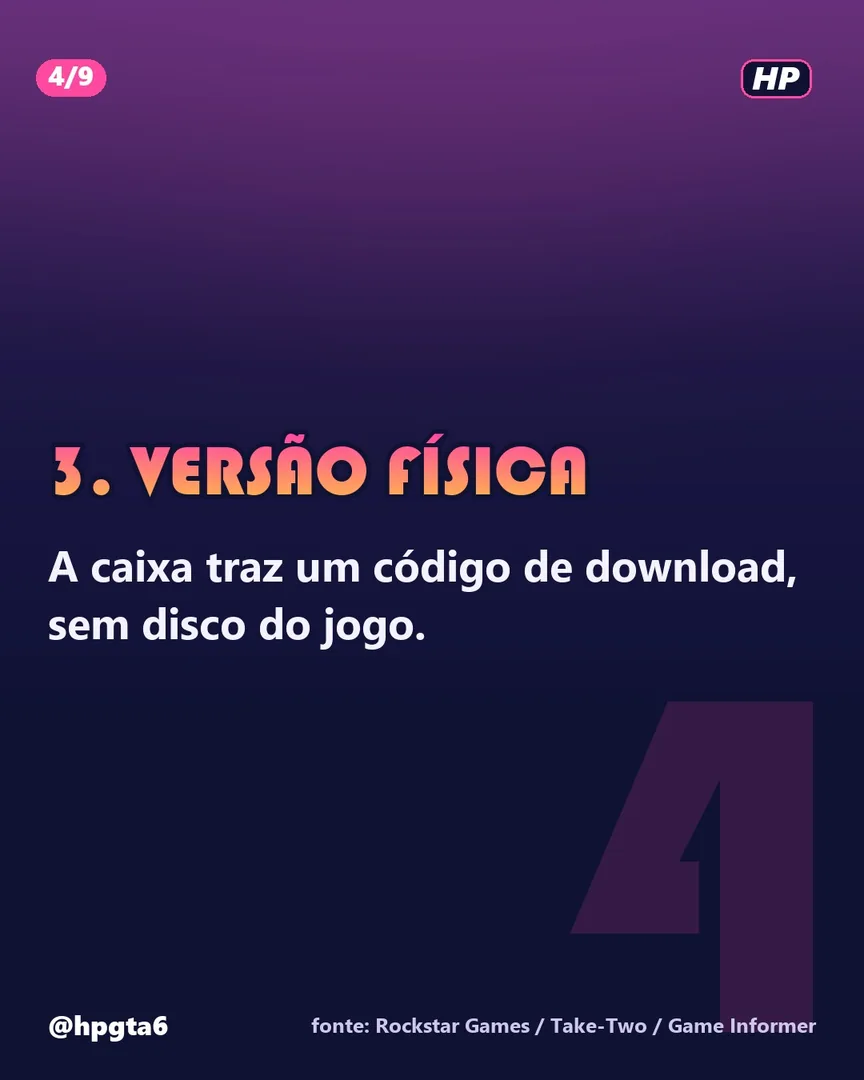 4/9
HP
3. VERSÃO FÍSICA
A caixa traz um código de download,
sem disco do jogo.
4
@hpgta6
fonte: Rockstar Games / Take-Two / Game Informer